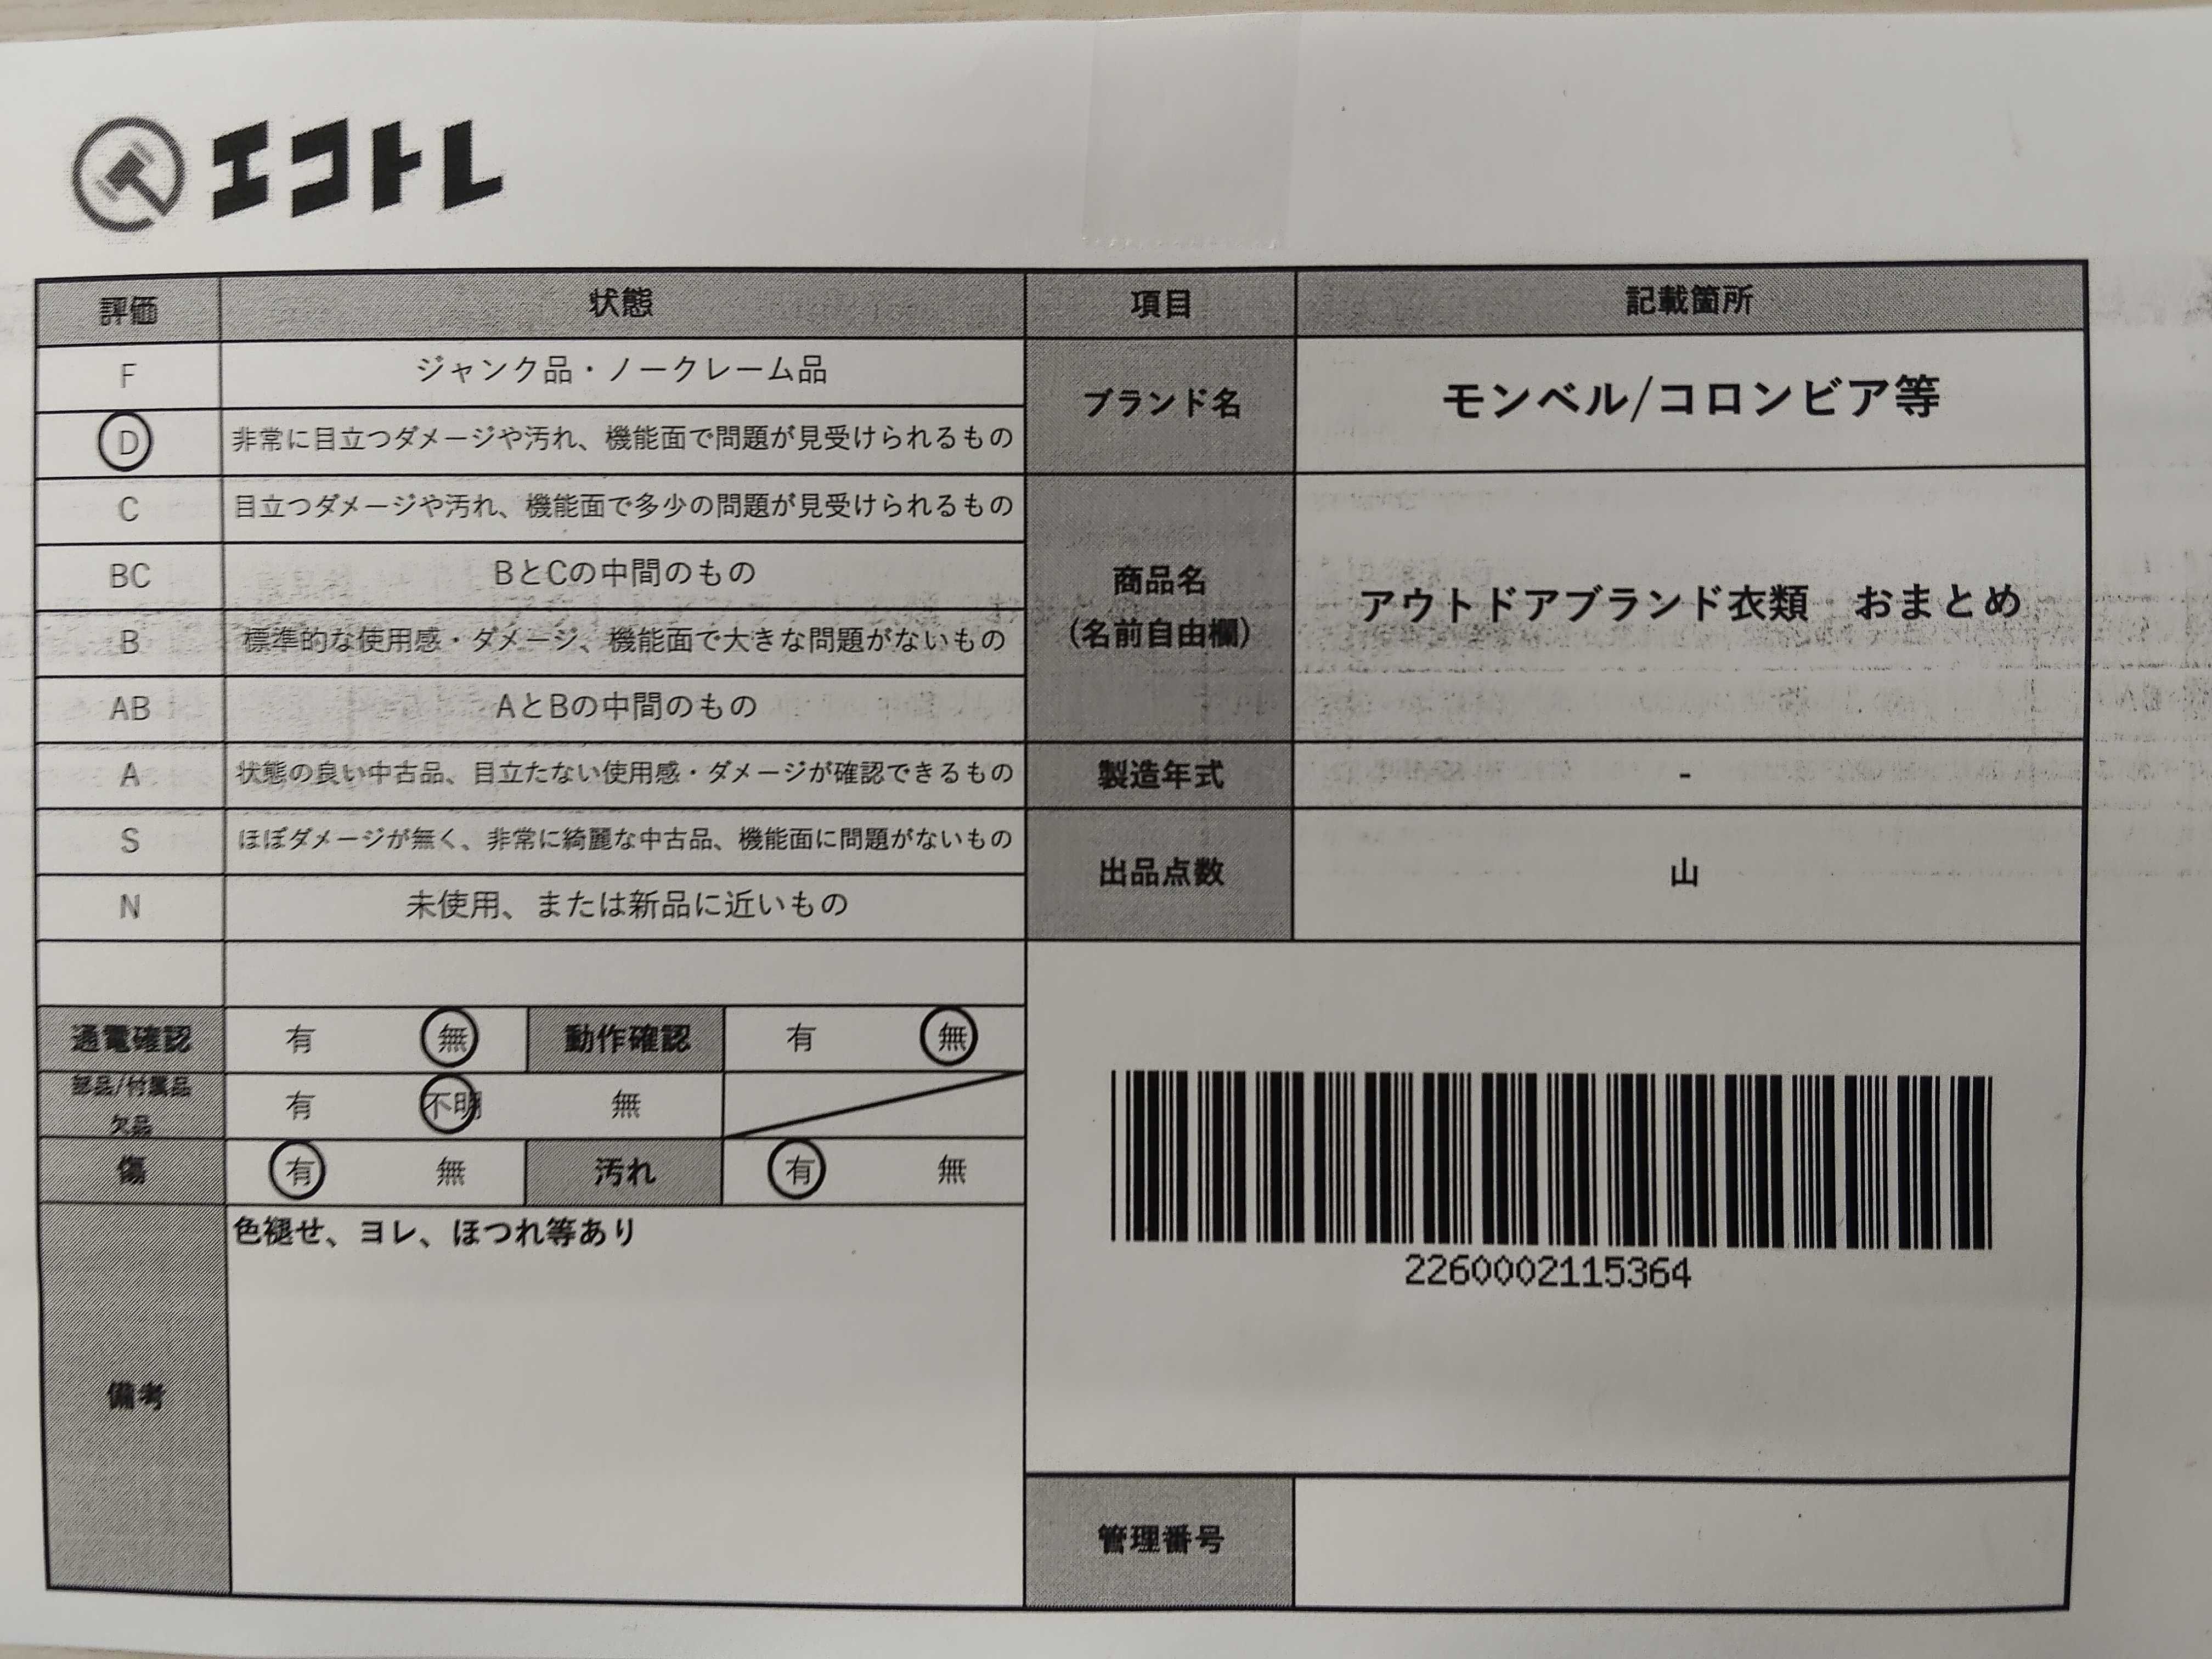 エコトレ
評価 状態 項目 記載箇所
F ジャンク品・ノークレーム品
D 非常に目立つダメージや汚れ、機能面で問題が見受けられるもの
C 目立つダメージや汚れ、機能面で多少の問題が見受けられるもの
BC BとCの中間のもの
B 標準的な使用感・ダメージ、機能面で大きな問題がないもの
AB AとBの中間のもの
A 状態の良い中古品、目立たない使用感・ダメージが確認できるもの
S ほぼダメージが無く、非常に綺麗な中古品、機能面に問題がないもの
N 未使用、または新品に近いもの
ブランド名 モンベル/コロンビア等
商品名
(名前自由欄)
アウトドアブランド衣類 おまとめ
製造年式 -
出品点数 山
通電確認 有 無 動作確認 有 無
部品/付属品
欠品
有 不明 無
傷 有 無 汚れ 有 無
備考
色褪せ、ヨレ、ほつれ等あり
2260002115364
管理番号